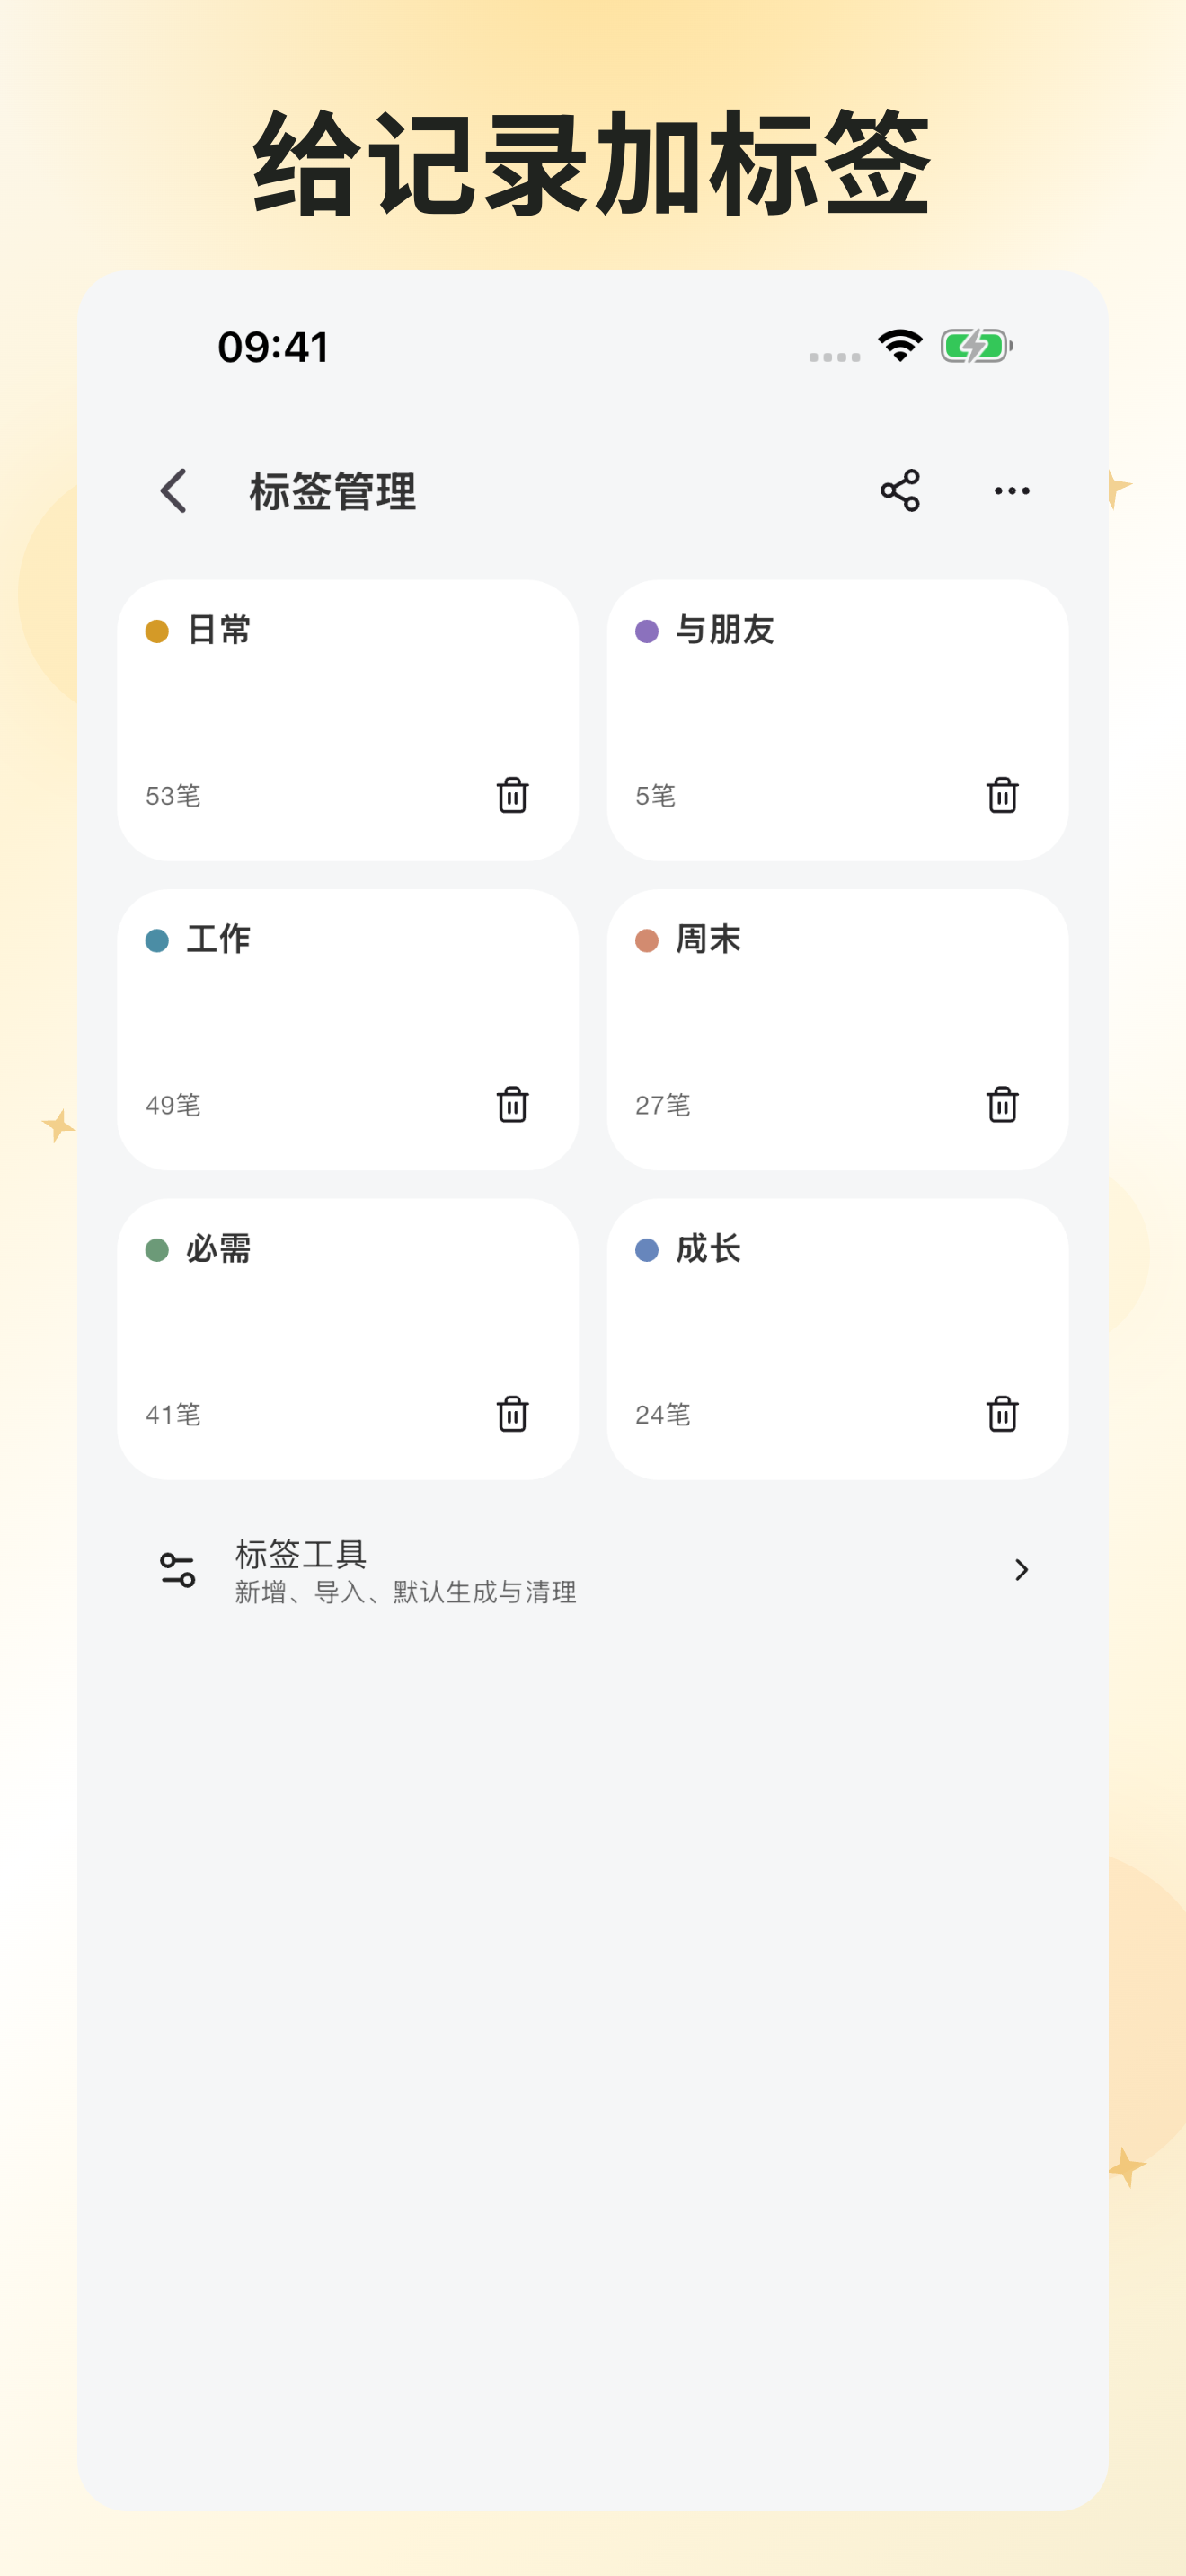 给记录加标签
09:41
标签管理
日常
与朋友
53笔
5笔
工作
周末
49笔
27笔
必需
成长
41笔
24笔
标签工具
新增、导入、默认生成与清理